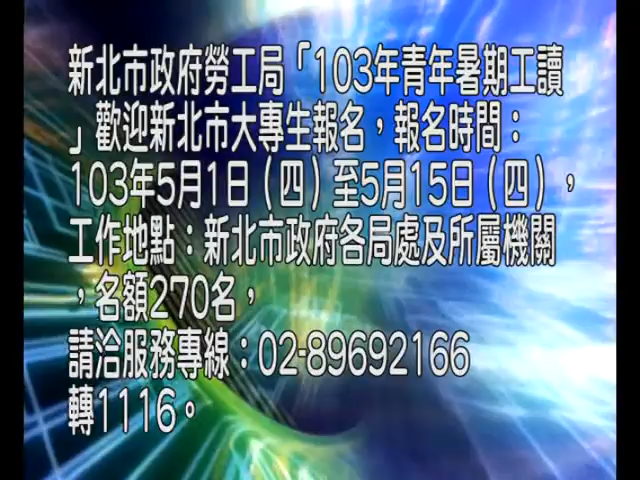 新北市政府勞工局「103年青年暑期工讀
」歡迎新北市大專生報名，報名時間：
103年5月1日（四）至5月15日（四），
工作地點：新北市政府各局處及所屬機關
，名額270名，
請洽服務專線：02-89692166
轉1116。